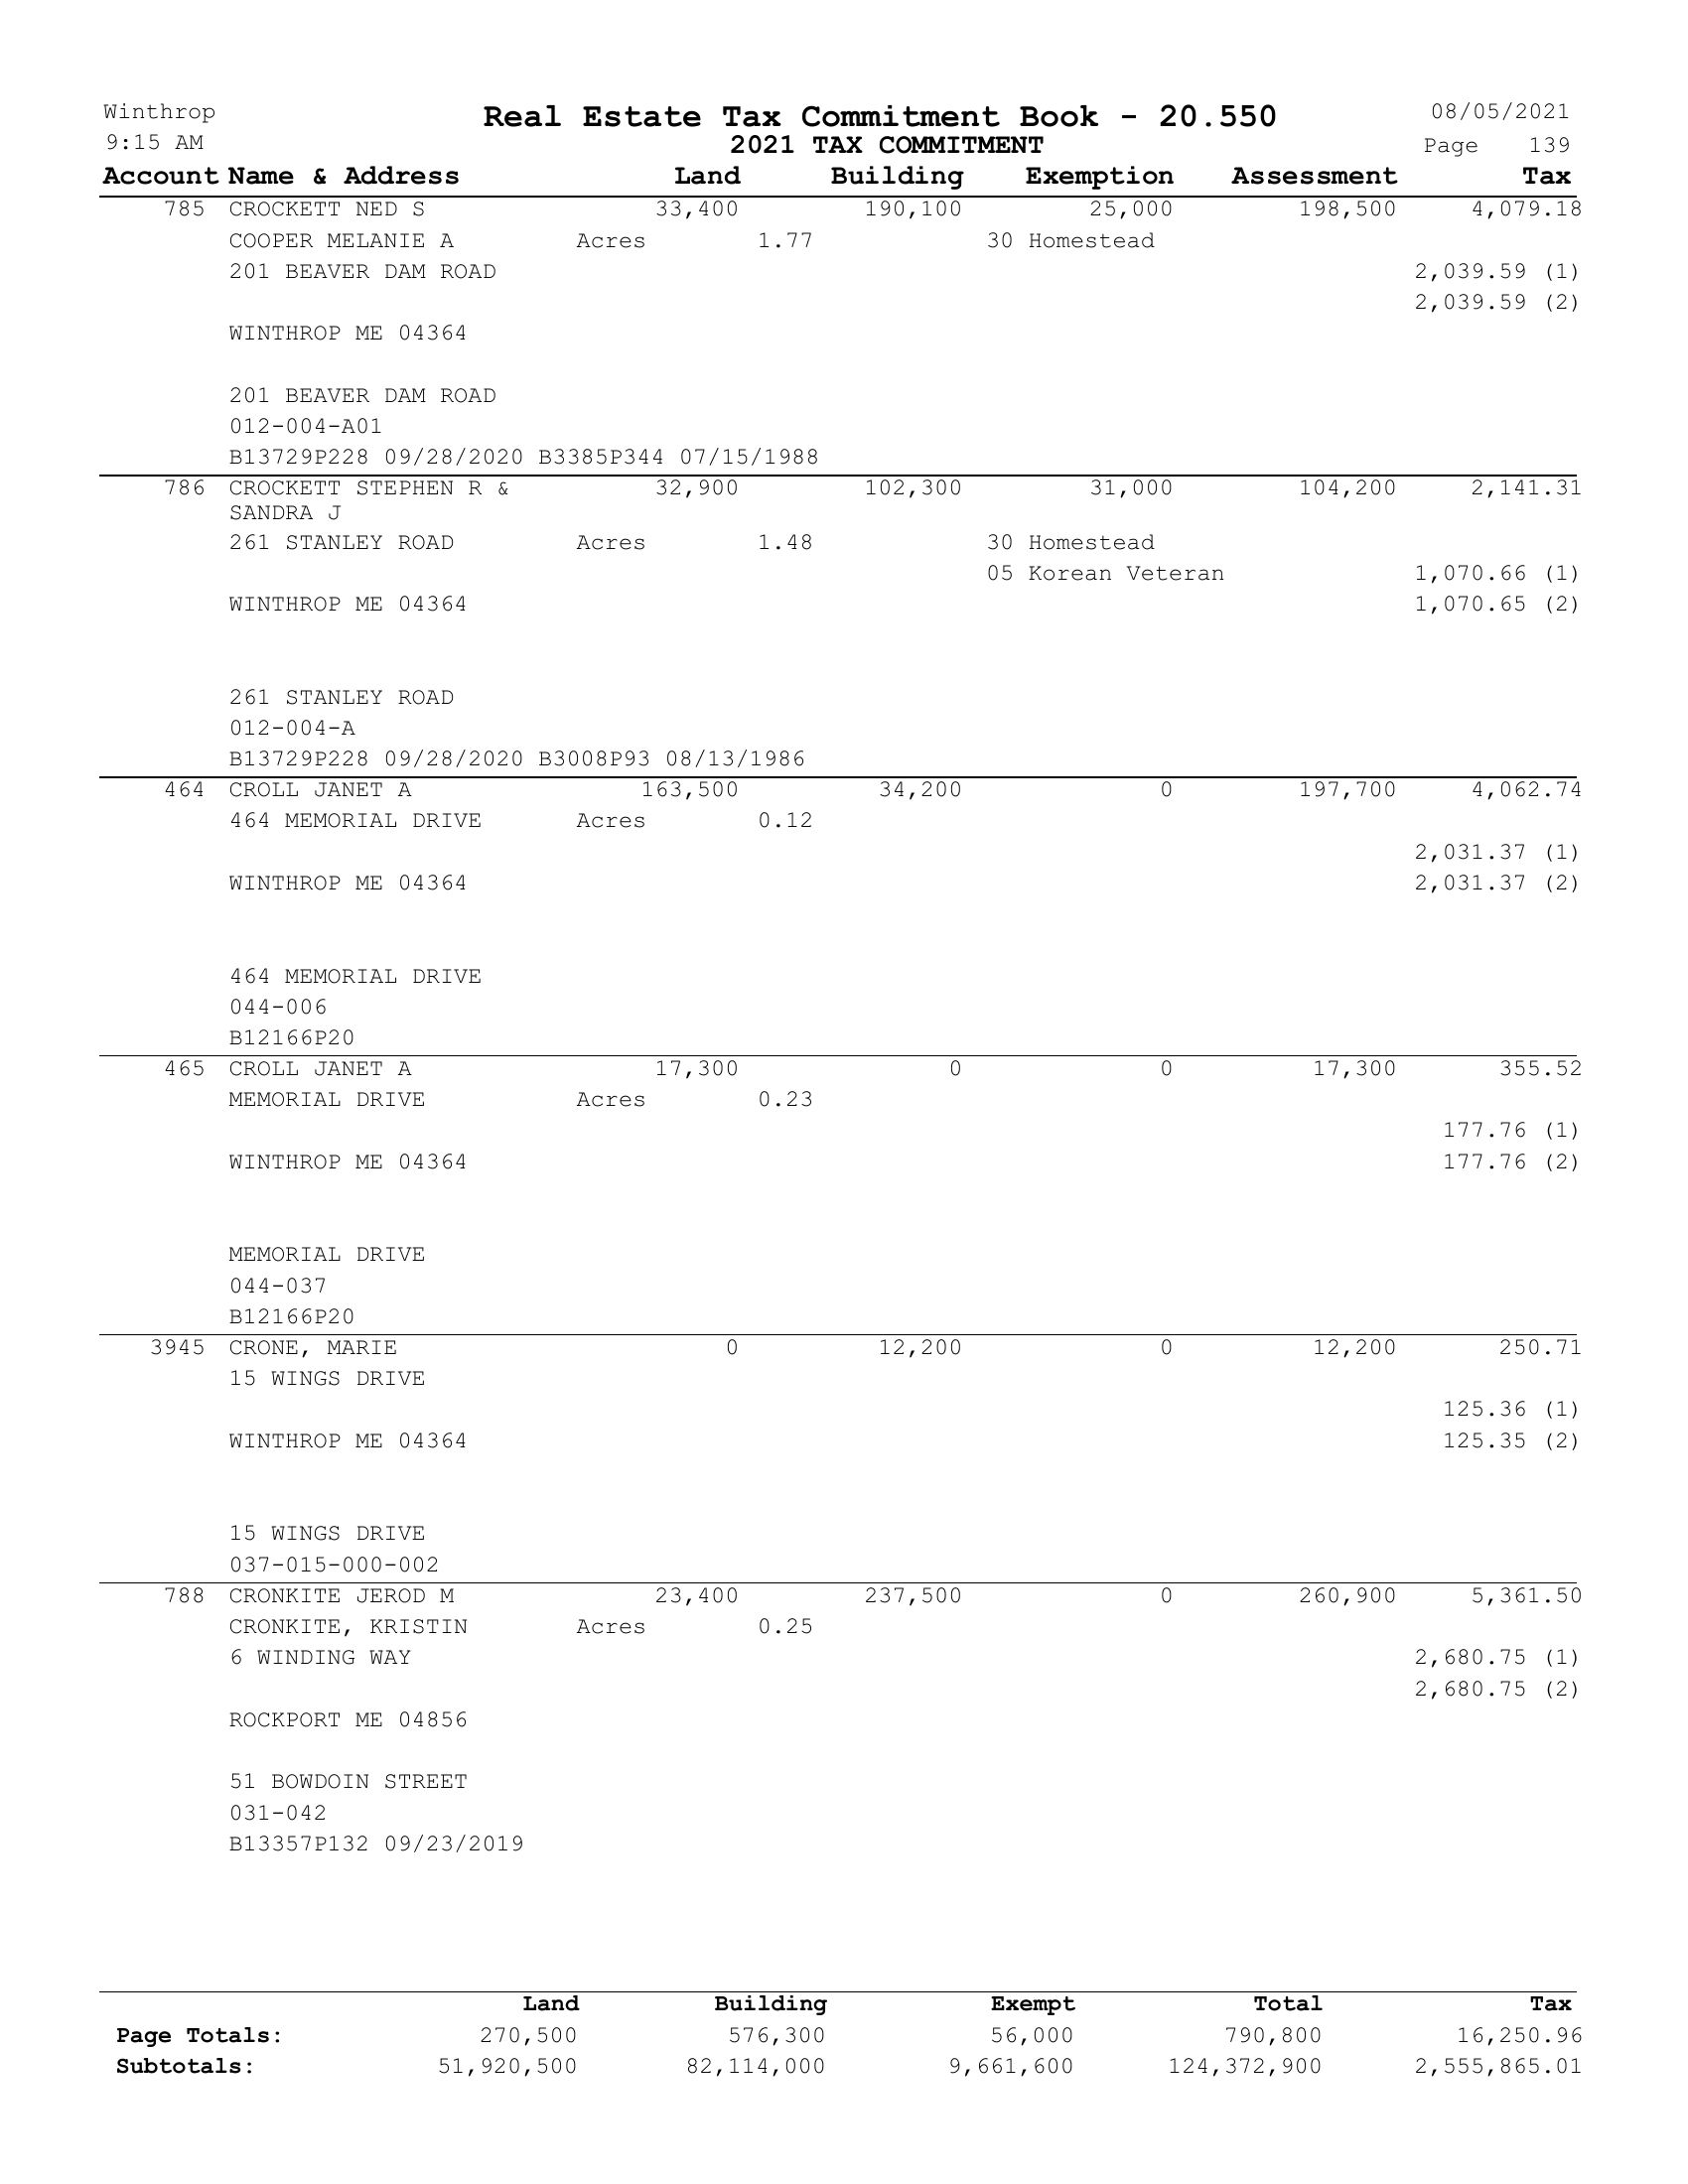 Winthrop Real Estate Tax Commitment Book - 20.550 08/05/2021
9:15 AM 2021 TAX COMMITMENT Page 139
Account Name & Address Land Building Exemption Assessment Tax
785 CROCKETT NED S 33,400 190,100 25,000 198,500 4,079.18
COOPER MELANIE A Acres 1.77 30 Homestead
201 BEAVER DAM ROAD 2,039.59 (1)
2,039.59 (2)
WINTHROP ME 04364
201 BEAVER DAM ROAD
012-004-A01
B13729P228 09/28/2020 B3385P344 07/15/1988
786 CROCKETT STEPHEN R & 32,900 102,300 31,000 104,200 2,141.31
SANDRA J
261 STANLEY ROAD Acres 1.48 30 Homestead
05 Korean Veteran 1,070.66 (1)
WINTHROP ME 04364 1,070.65 (2)
261 STANLEY ROAD
012-004-A
B13729P228 09/28/2020 B3008P93 08/13/1986
464 CROLL JANET A 163,500 34,200 0 197,700 4,062.74
464 MEMORIAL DRIVE Acres 0.12
2,031.37 (1)
WINTHROP ME 04364 2,031.37 (2)
464 MEMORIAL DRIVE
044-006
B12166P20
465 CROLL JANET A 17,300 0 0 17,300 355.52
MEMORIAL DRIVE Acres 0.23
177.76 (1)
WINTHROP ME 04364 177.76 (2)
MEMORIAL DRIVE
044-037
B12166P20
3945 CRONE, MARIE 0 12,200 0 12,200 250.71
15 WINGS DRIVE
125.36 (1)
WINTHROP ME 04364 125.35 (2)
15 WINGS DRIVE
037-015-000-002
788 CRONKITE JEROD M 23,400 237,500 0 260,900 5,361.50
CRONKITE, KRISTIN Acres 0.25
6 WINDING WAY 2,680.75 (1)
2,680.75 (2)
ROCKPORT ME 04856
51 BOWDOIN STREET
031-042
B13357P132 09/23/2019
Land Building Exempt Total Tax
Page Totals: 270,500 576,300 56,000 790,800 16,250.96
Subtotals: 51,920,500 82,114,000 9,661,600 124,372,900 2,555,865.01